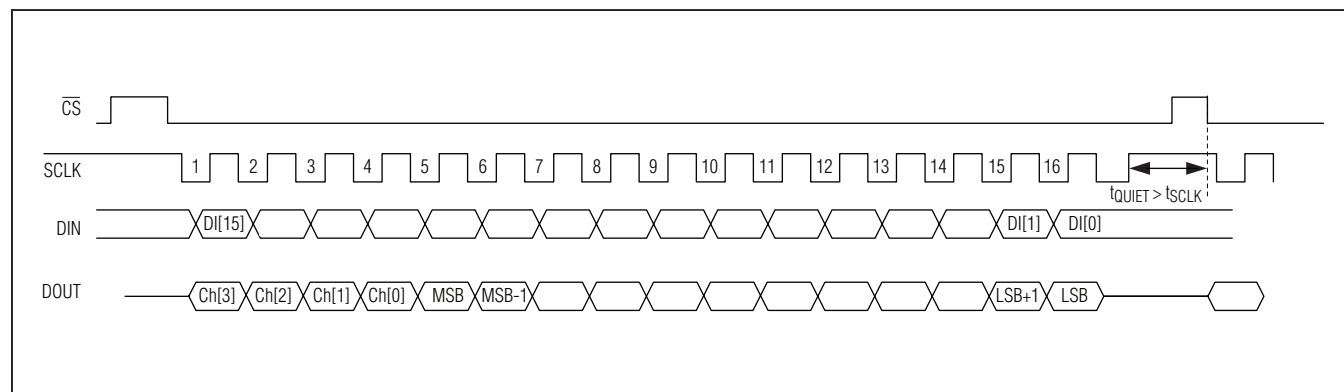 CS
SCLK
1 2 3 4 5 6 7 8 9 10 11 12 13 14 15 16
tQUIET > tSCLK
DIN
DI[15] DI[1] DI[0]
DOUT
Ch[3] Ch[2] Ch[1] Ch[0] MSB MSB-1 LSB+1 LSB